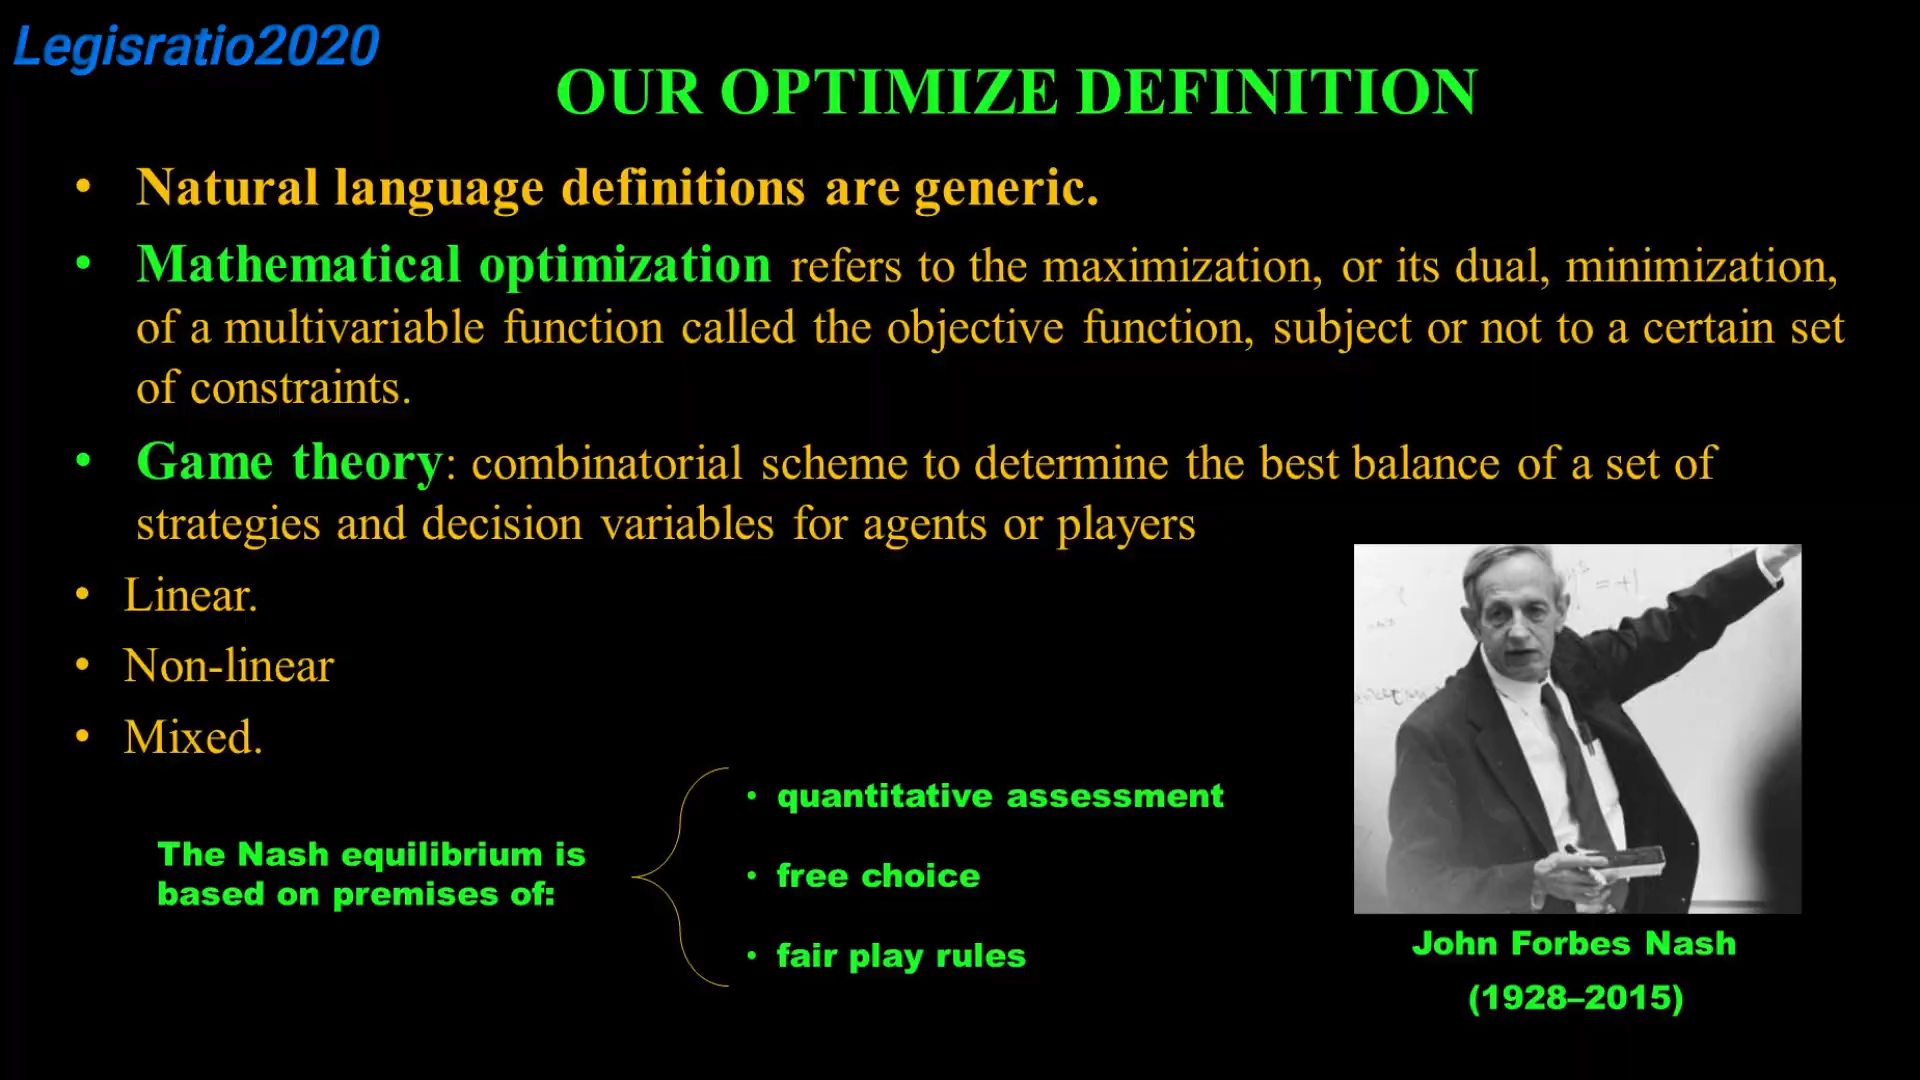 Legisratio2020
OUR OPTIMIZE DEFINITION
• Natural language definitions are generic.
• Mathematical optimization refers to the maximization, or its dual, minimization,
of a multivariable function called the objective function, subject or not to a certain set
of constraints.
• Game theory: combinatorial scheme to determine the best balance of a set of
strategies and decision variables for agents or players
• Linear.
• Non-linear
• Mixed.
The Nash equilibrium is
based on premises of:
• quantitative assessment
• free choice
• fair play rules
John Forbes Nash
(1928–2015)